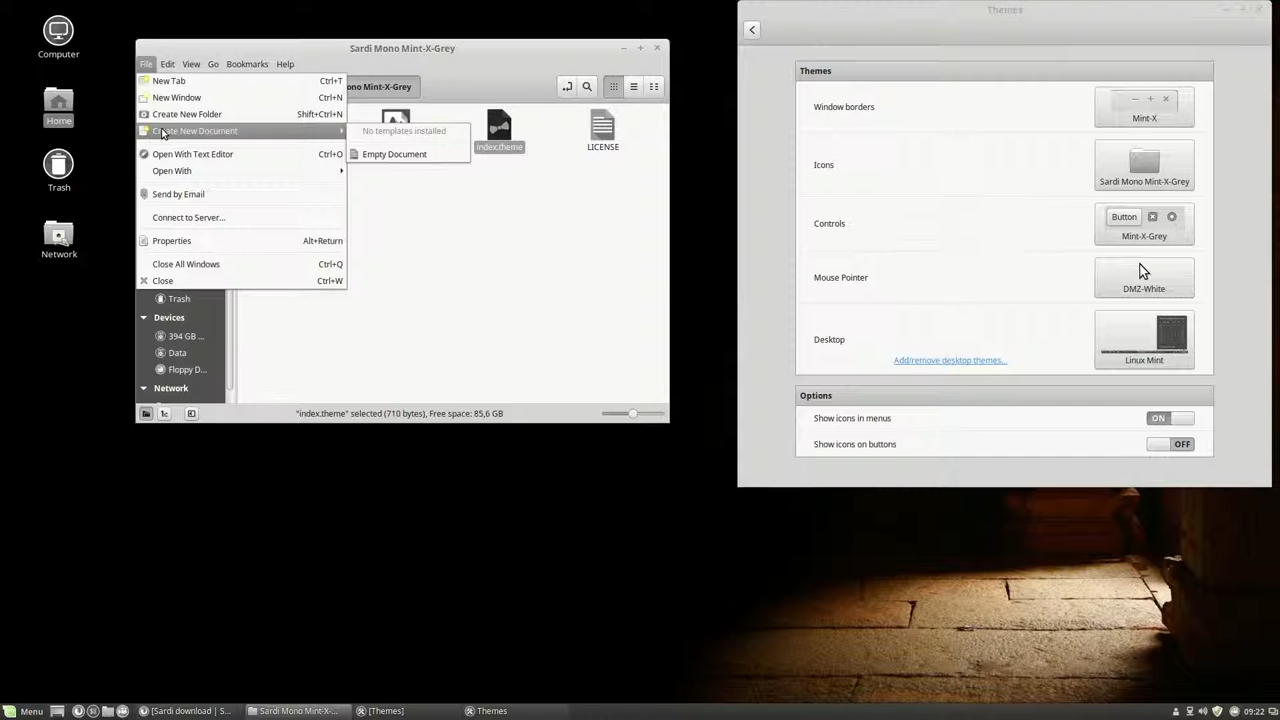 Computer
Home
Trash
Network
Sardi Mono Mint-X-Grey
File Edit View Go Bookmarks Help
ono Mint-X-Grey
New Tab Ctrl+T
New Window Ctrl+N
Create New Folder Shift+Ctrl+N
Create New Document
No templates installed
Empty Document
Open With Text Editor Ctrl+O
Open With
Send by Email
Connect to Server...
Properties Alt+Return
Close All Windows Ctrl+Q
Close Ctrl+W
index.theme
LICENSE
Trash
Devices
394 GB ...
Data
Floppy D...
Network
"index.theme" selected (710 bytes), Free space: 85,6 GB
Themes
Themes
Window borders
Mint-X
Icons
Sardi Mono Mint-X-Grey
Controls
Button
Mint-X-Grey
Mouse Pointer
DMZ-White
Desktop
Add/remove desktop themes...
Linux Mint
Options
Show icons in menus ON
Show icons on buttons OFF
Menu
[Sardi download | S...
Sardi Mono Mint-X-...
[Themes]
Themes
09:22